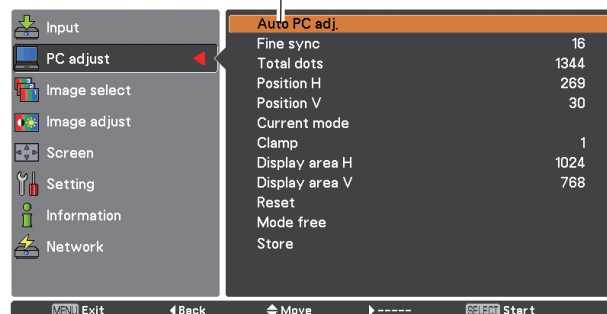 Input
PC adjust
Image select
Image adjust
Screen
Setting
Information
Network
Auto PC adj.
Fine sync 16
Total dots 1344
Position H 269
Position V 30
Current mode
Clamp 1
Display area H 1024
Display area V 768
Reset
Mode free
Store
MENU Exit ◀Back Move ▶----- SELECT Start